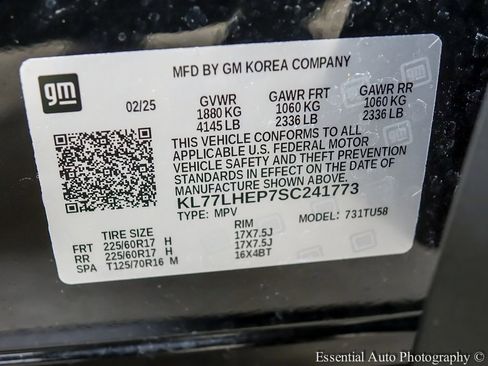 MFD BY GM KOREA COMPANY
gm
02/25
GVWR GAWR FRT GAWR RR
1880 KG 1060 KG 1060 KG
4145 LB 2336 LB 2336 LB
THIS VEHICLE CONFORMS TO ALL
APPLICABLE U.S. FEDERAL MOTOR
VEHICLE SAFETY AND THEFT PREVENTION
STANDARDS IN EFFECT ON THE DATE OF
MANUFACTURE SHOWN ABOVE.
KL77LHEP7SC241773
TYPE: MPV MODEL: 731TU58
TIRE SIZE RIM
FRT 225/60R17 H 17X7.5J
RR 225/60R17 H 17X7.5J
SPA T125/70R16 M 16X4BT
Essential Auto Photography ©